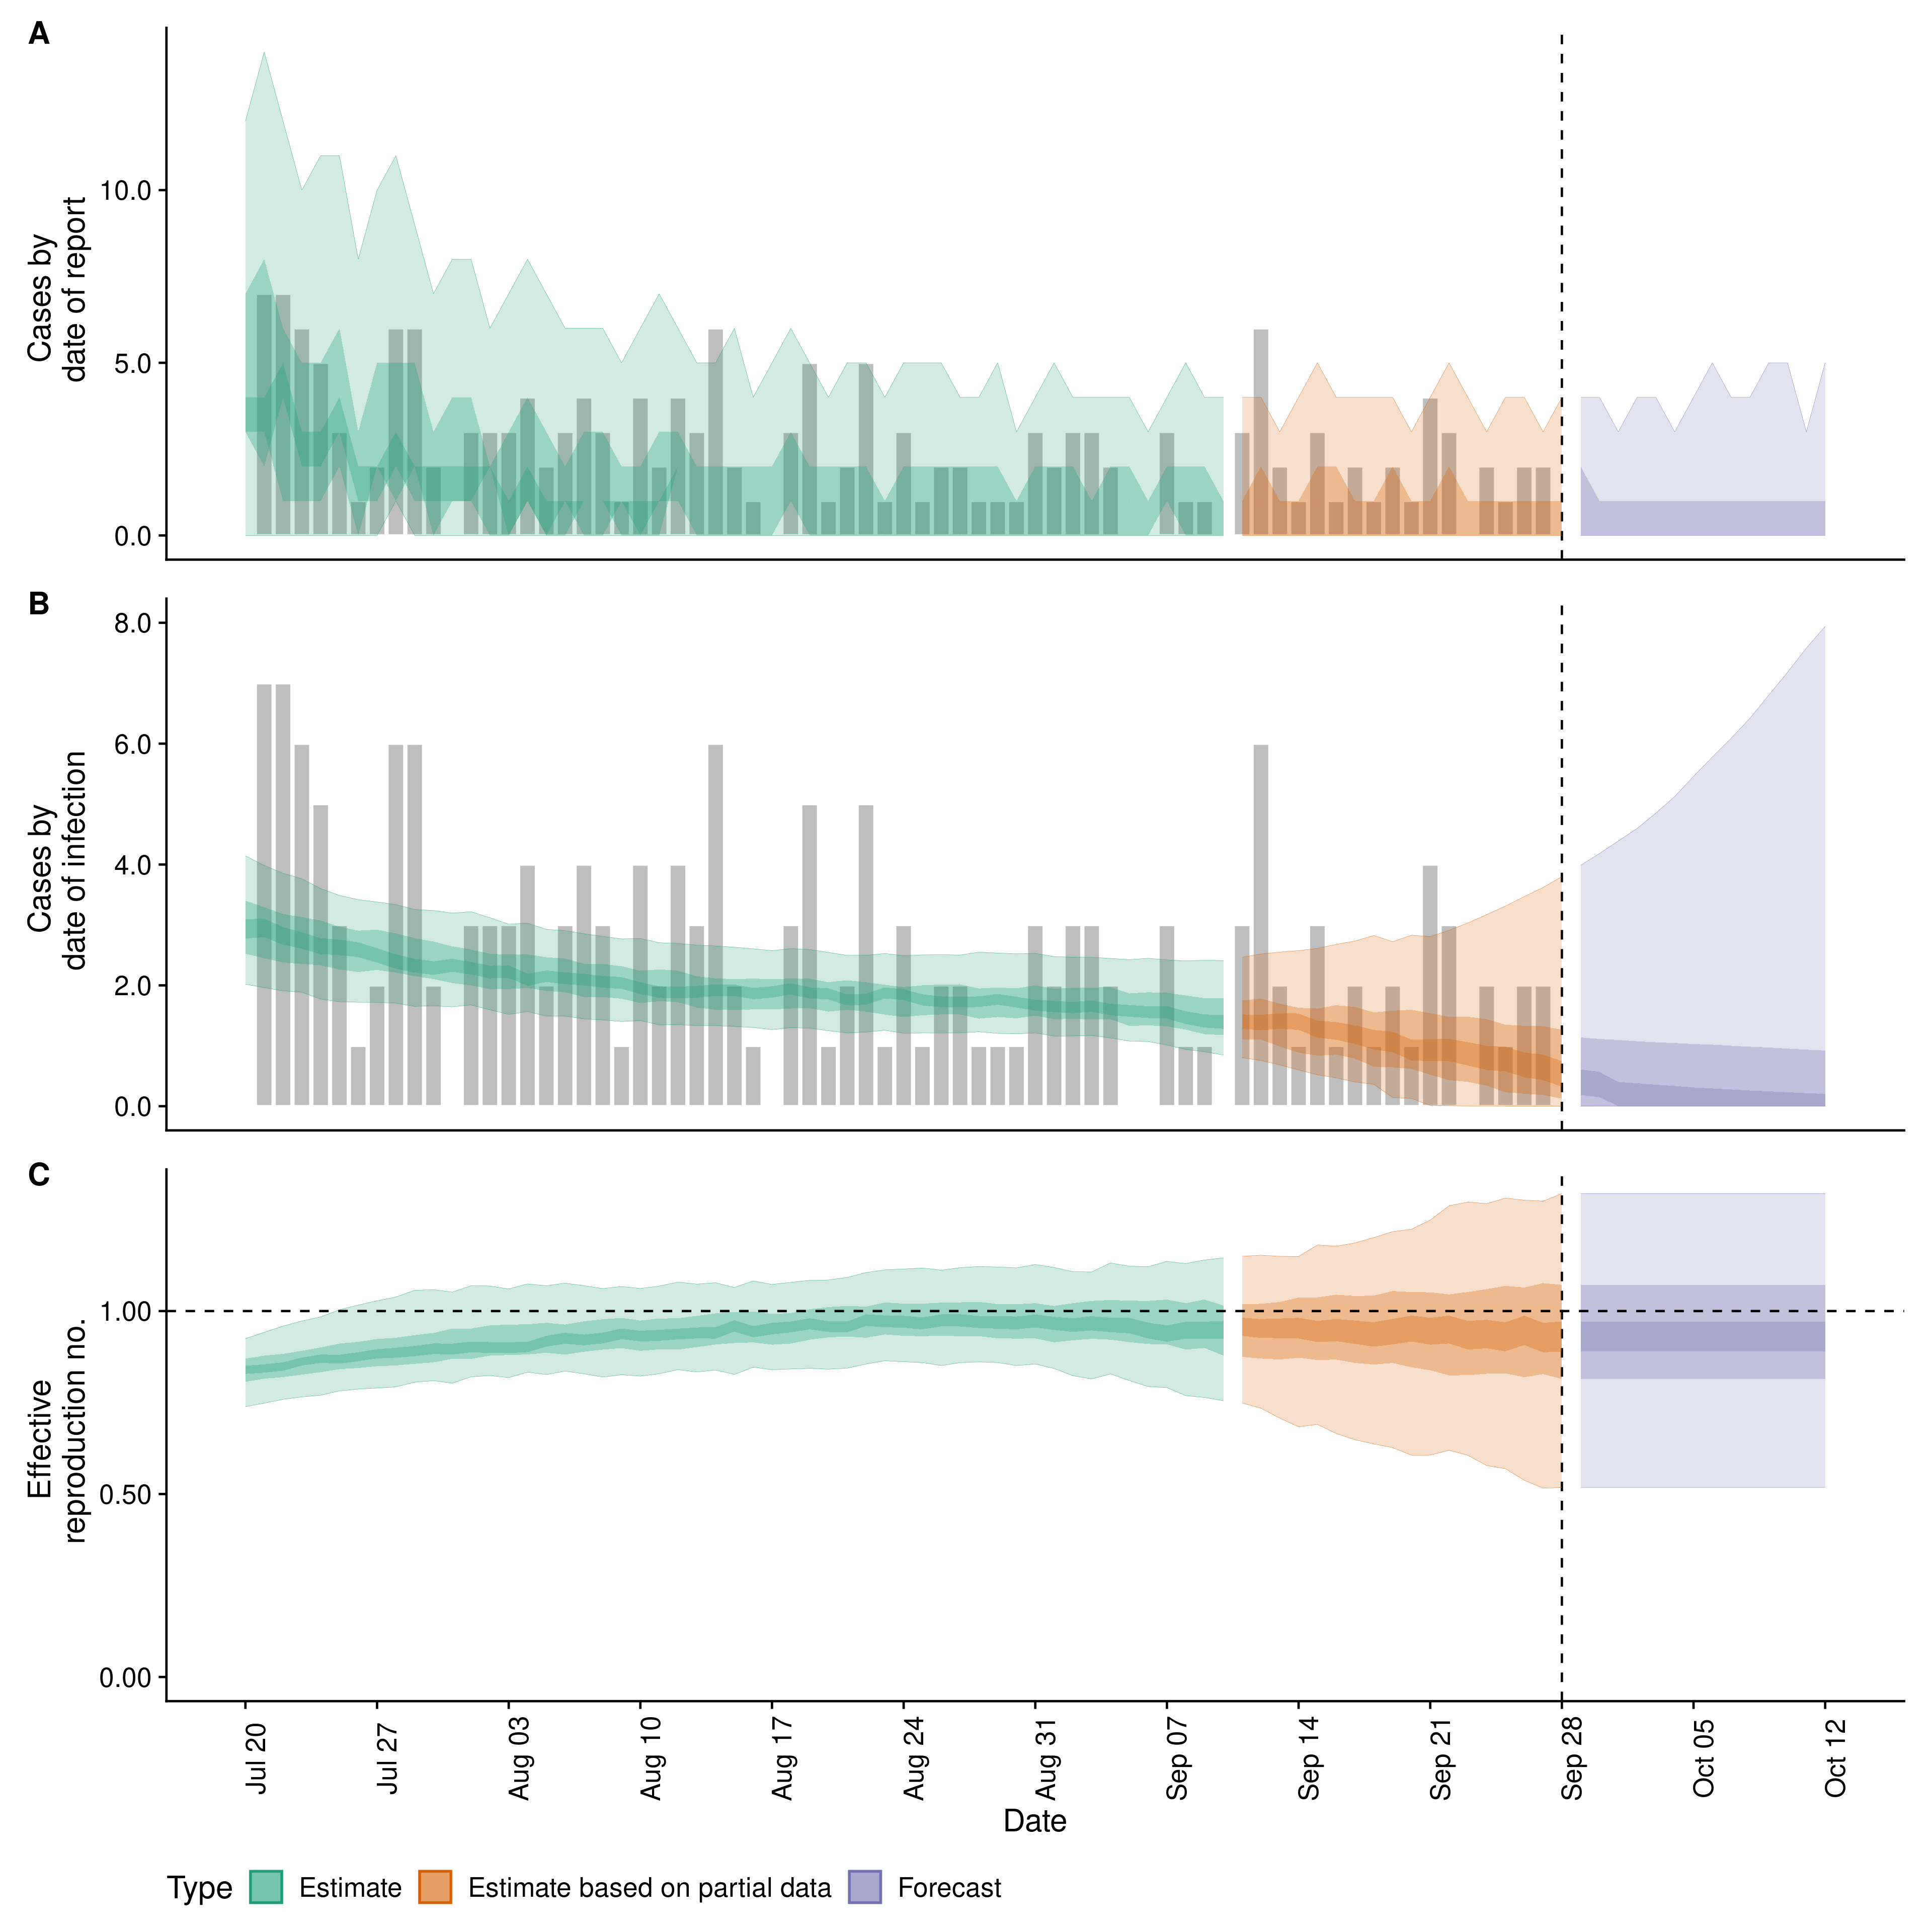 A
Cases by
date of report
10.0
5.0
0.0
B
Cases by
date of infection
8.0
6.0
4.0
2.0
0.0
C
Effective
reproduction no.
1.00
0.50
0.00
Jul 20
Jul 27
Aug 03
Aug 10
Aug 17
Aug 24
Aug 31
Sep 07
Sep 14
Sep 21
Sep 28
Oct 05
Oct 12
Date
Type Estimate Estimate based on partial data Forecast